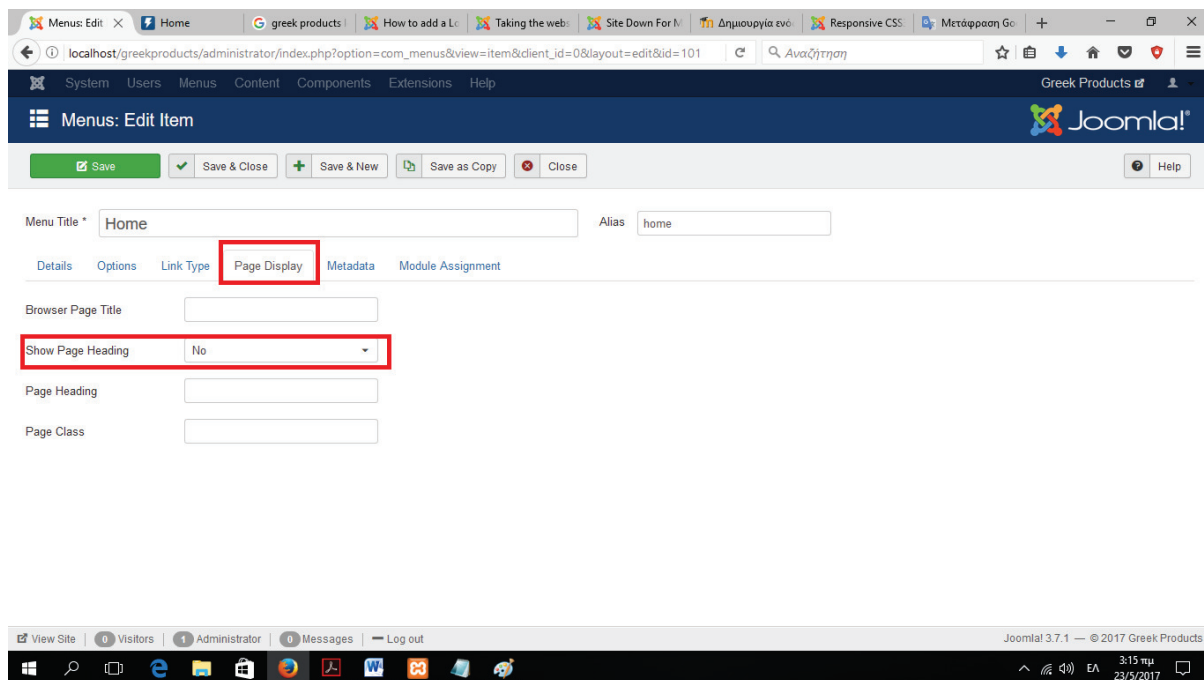 Menus: Edit Home greek products How to add a Lo Taking the webs Site Down For M Δημιουργία ενό Responsive CSS Μετάφραση Go
localhost/greekproducts/administrator/index.php?option=com_menus&view=item&client_id=0&layout=edit&id=101 Αναζήτηση
System Users Menus Content Components Extensions Help Greek Products
Menus: Edit Item Joomla!®
Save Save & Close Save & New Save as Copy Close Help
Menu Title * Home Alias home
Details Options Link Type Page Display Metadata Module Assignment
Browser Page Title
Show Page Heading No
Page Heading
Page Class
View Site 0 Visitors 1 Administrator 0 Messages Log out Joomla! 3.7.1 — © 2017 Greek Products
ΕΛ 3:15 πμ
23/5/2017